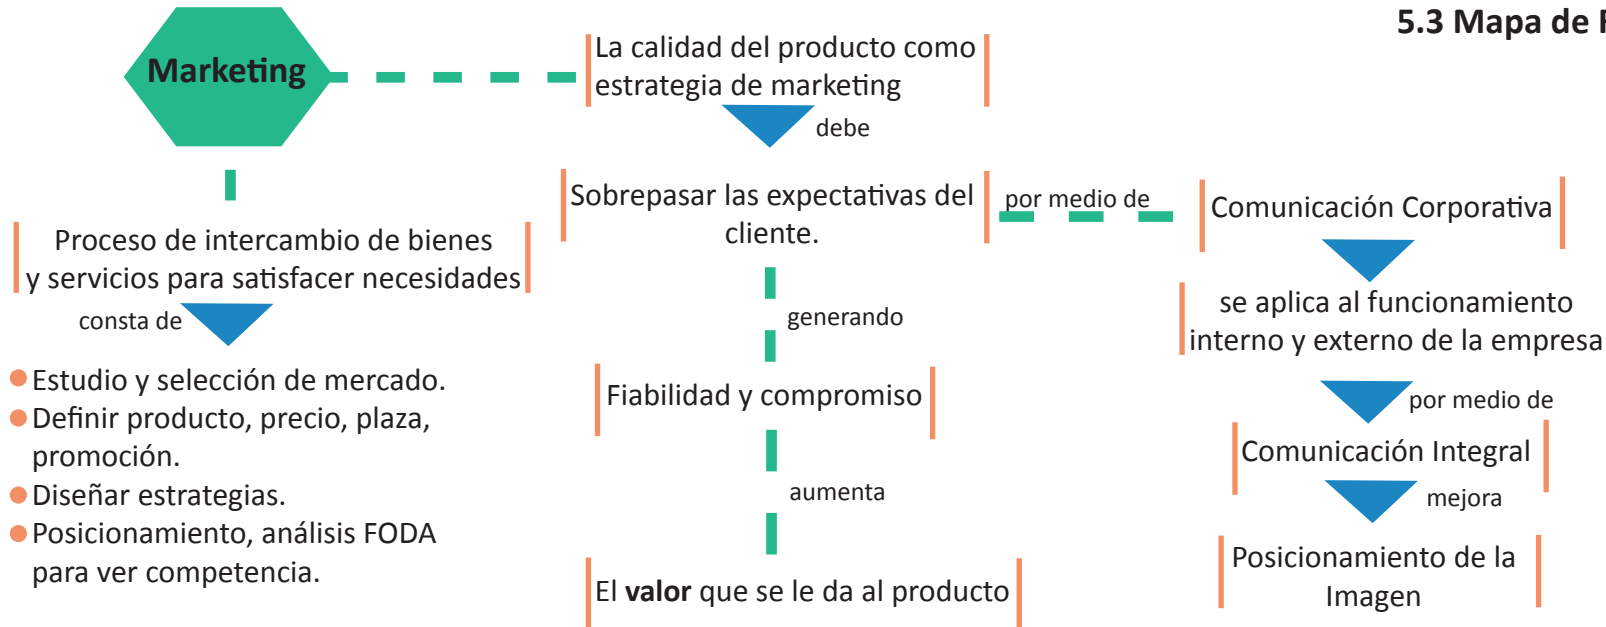 5.3 Mapa de
Marketing
La calidad del producto como
estrategia de marketing
debe
Sobrepasar las expectativas del
cliente.
por medio de
Comunicación Corporativa
Proceso de intercambio de bienes
y servicios para satisfacer necesidades
consta de
Estudio y selección de mercado.
Definir producto, precio, plaza,
promoción.
Diseñar estrategias.
Posicionamiento, análisis FODA
para ver competencia.
generando
Fiabilidad y compromiso
aumenta
El valor que se le da al producto
se aplica al funcionamiento
interno y externo de la empresa
por medio de
Comunicación Integral
mejora
Posicionamiento de la
Imagen